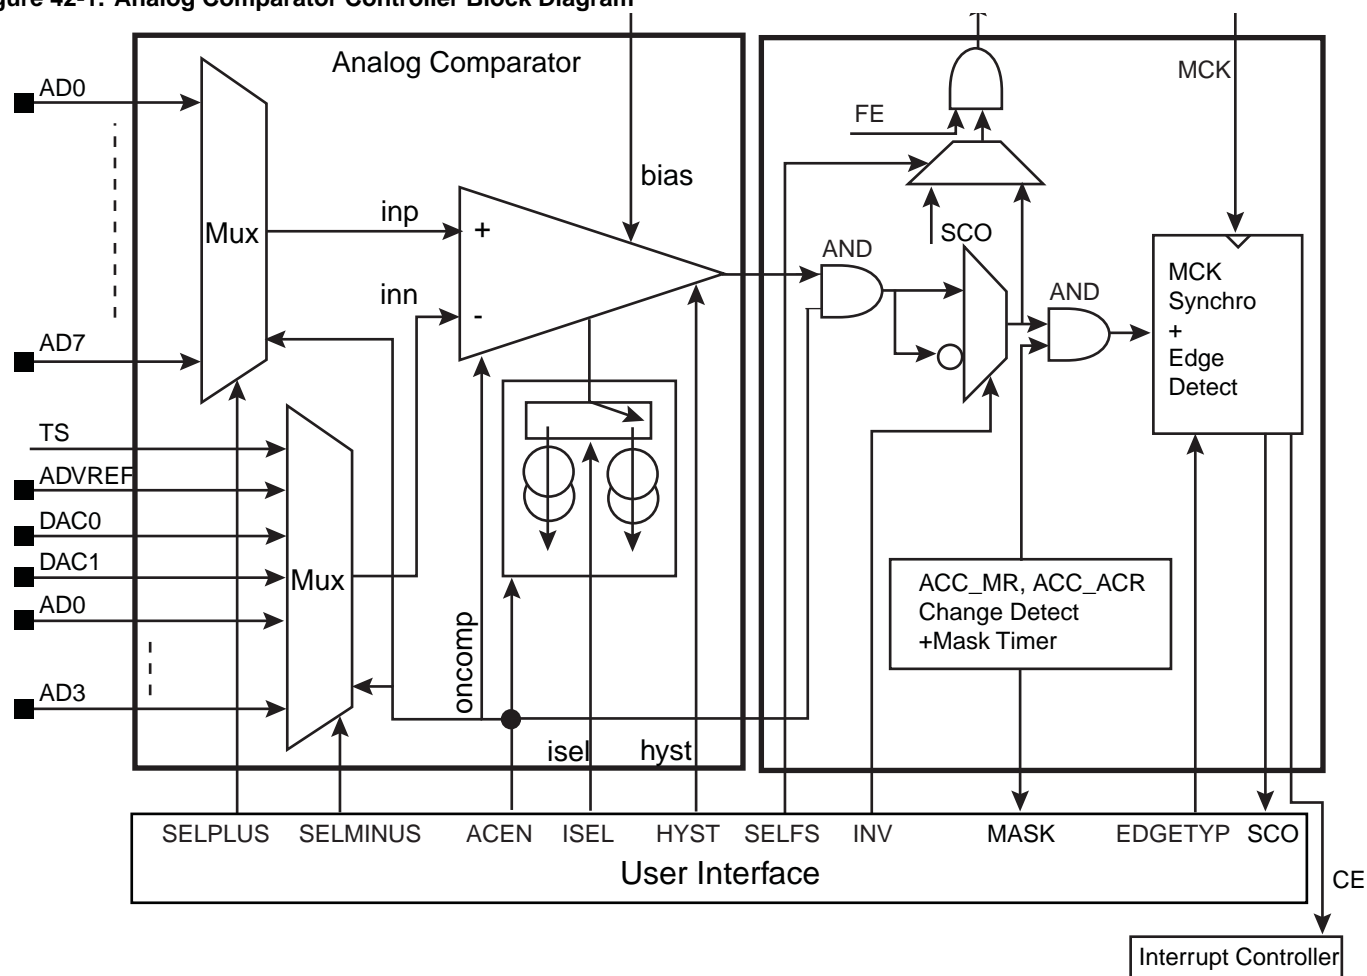 Figure 42-1. Analog Comparator Controller Block Diagram
Analog Comparator
AD0
MCK
FE
bias
Mux
inp
+
SCO
AND
inn
-
AND
MCK
Synchro
+
Edge
Detect
AD7
TS
ADVREF
DAC0
DAC1
Mux
AD0
AD3
oncomp
ACC_MR, ACC_ACR
Change Detect
+Mask Timer
isel
hyst
SELPLUS
SELMINUS
ACEN
ISEL
HYST
SELFS
INV
MASK
EDGETYP
SCO
User Interface
CE
Interrupt Controller